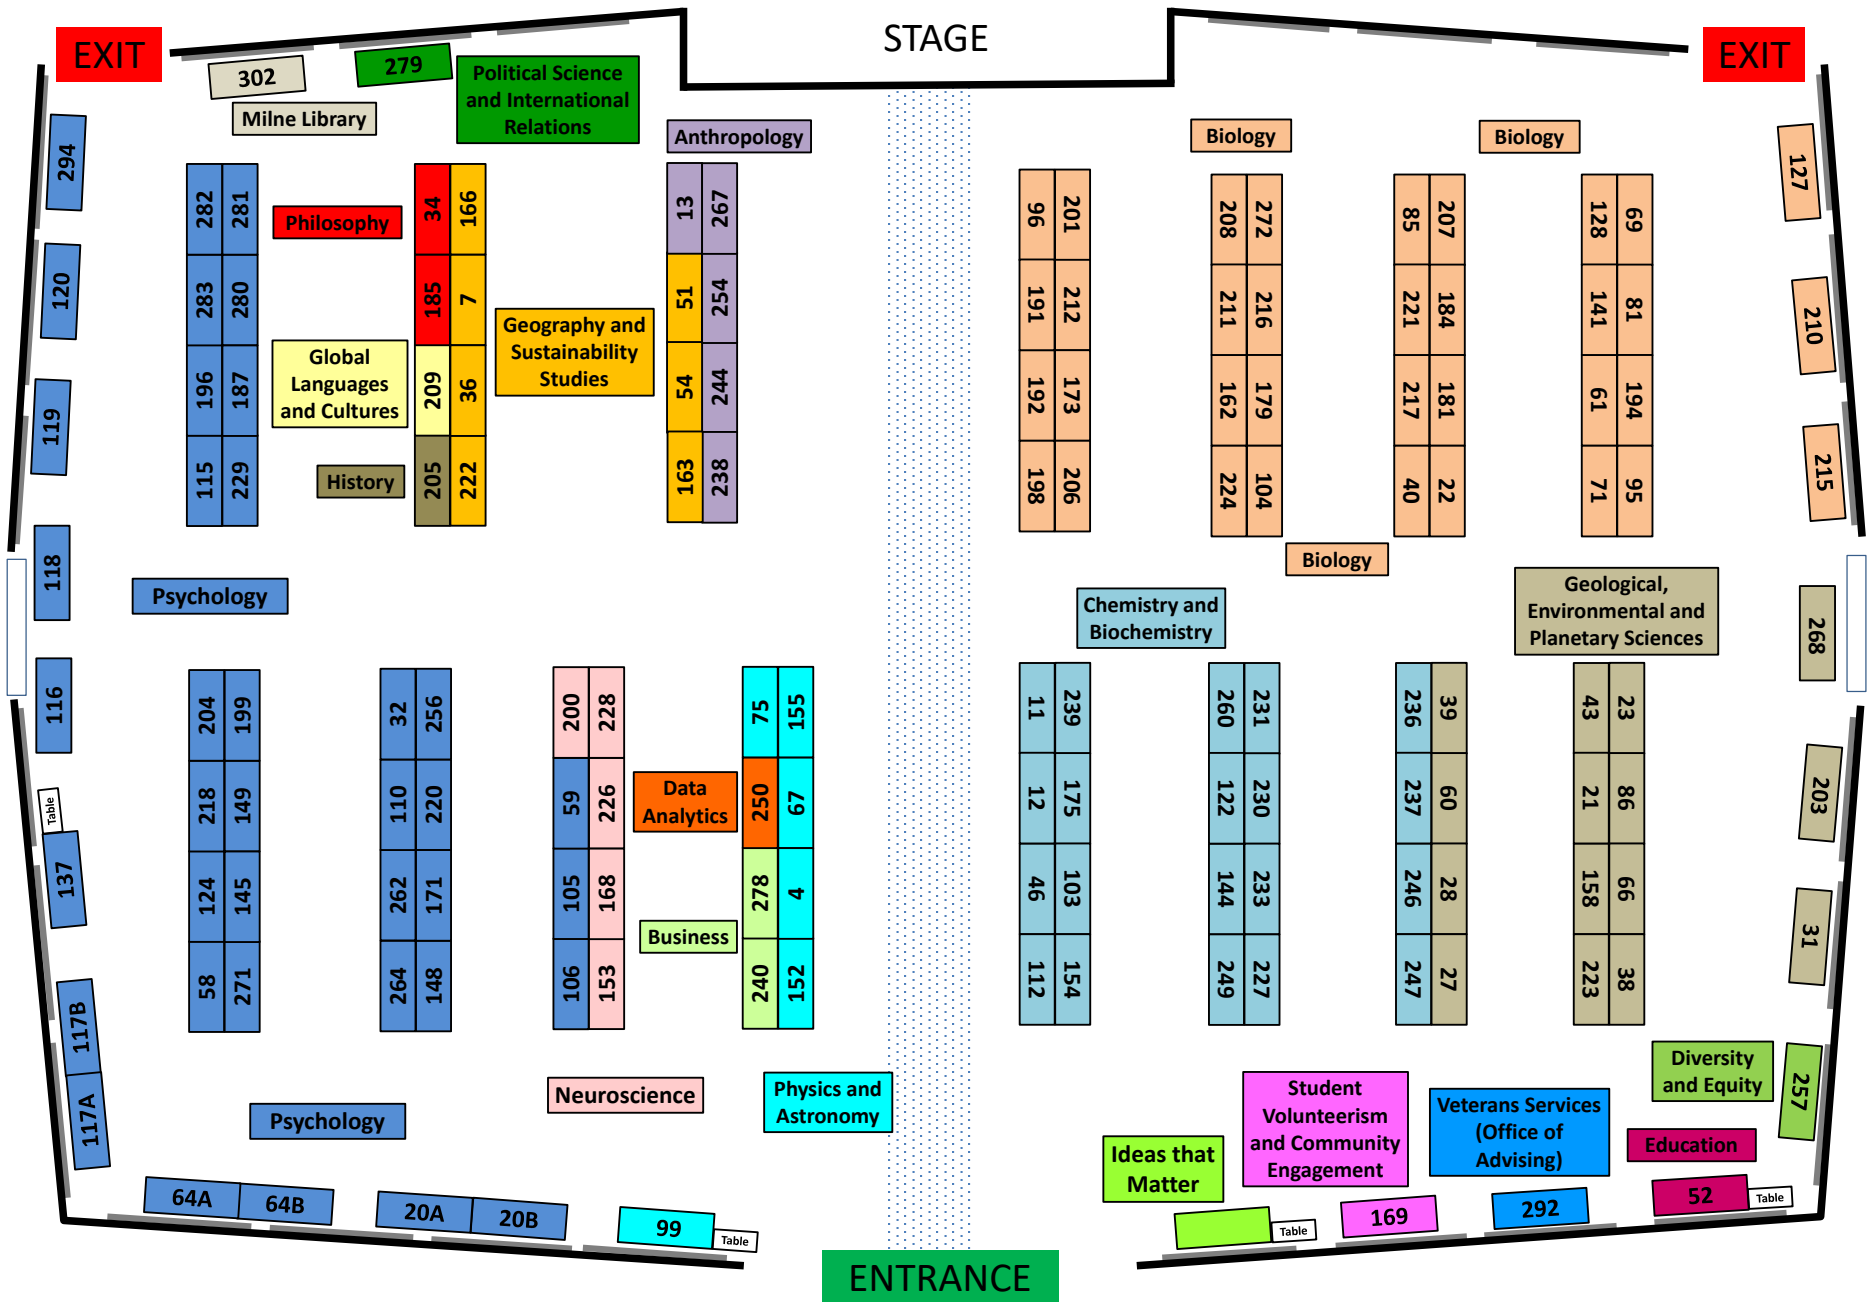 STAGE
EXIT
EXIT
302
279
Milne Library
Political Science
and International
Relations
Anthropology
Biology
Biology
294
120
119
118
116
Table
137
117B
117A
282 281
283 280
196 187
115 229
Philosophy
Global
Languages
and Cultures
History
34 166
185 7
209 36
205 222
Geography and
Sustainability
Studies
13 267
51 254
54 244
163 238
96 201
191 212
192 173
198 206
208 272
211 216
162 179
224 104
85 207
221 184
217 181
40 22
128 69
141 81
61 194
71 95
127
210
215
268
203
31
257
Psychology
Biology
Chemistry and
Biochemistry
Geological,
Environmental and
Planetary Sciences
204 199
218 149
124 145
58 271
32 256
110 220
262 171
264 148
200 228
59 226
105 168
106 153
Data
Analytics
Business
75 155
250 67
278 4
240 152
11 239
12 175
46 103
112 154
260 231
122 230
144 233
249 227
236 39
237 60
246 28
247 27
43 23
21 86
158 66
223 38
Psychology
Neuroscience
Physics and
Astronomy
Ideas that
Matter
Student
Volunteerism
and Community
Engagement
Veterans Services
(Office of
Advising)
Diversity
and Equity
Education
64A
64B
20A
20B
99
Table
Table
169
292
52
Table
ENTRANCE